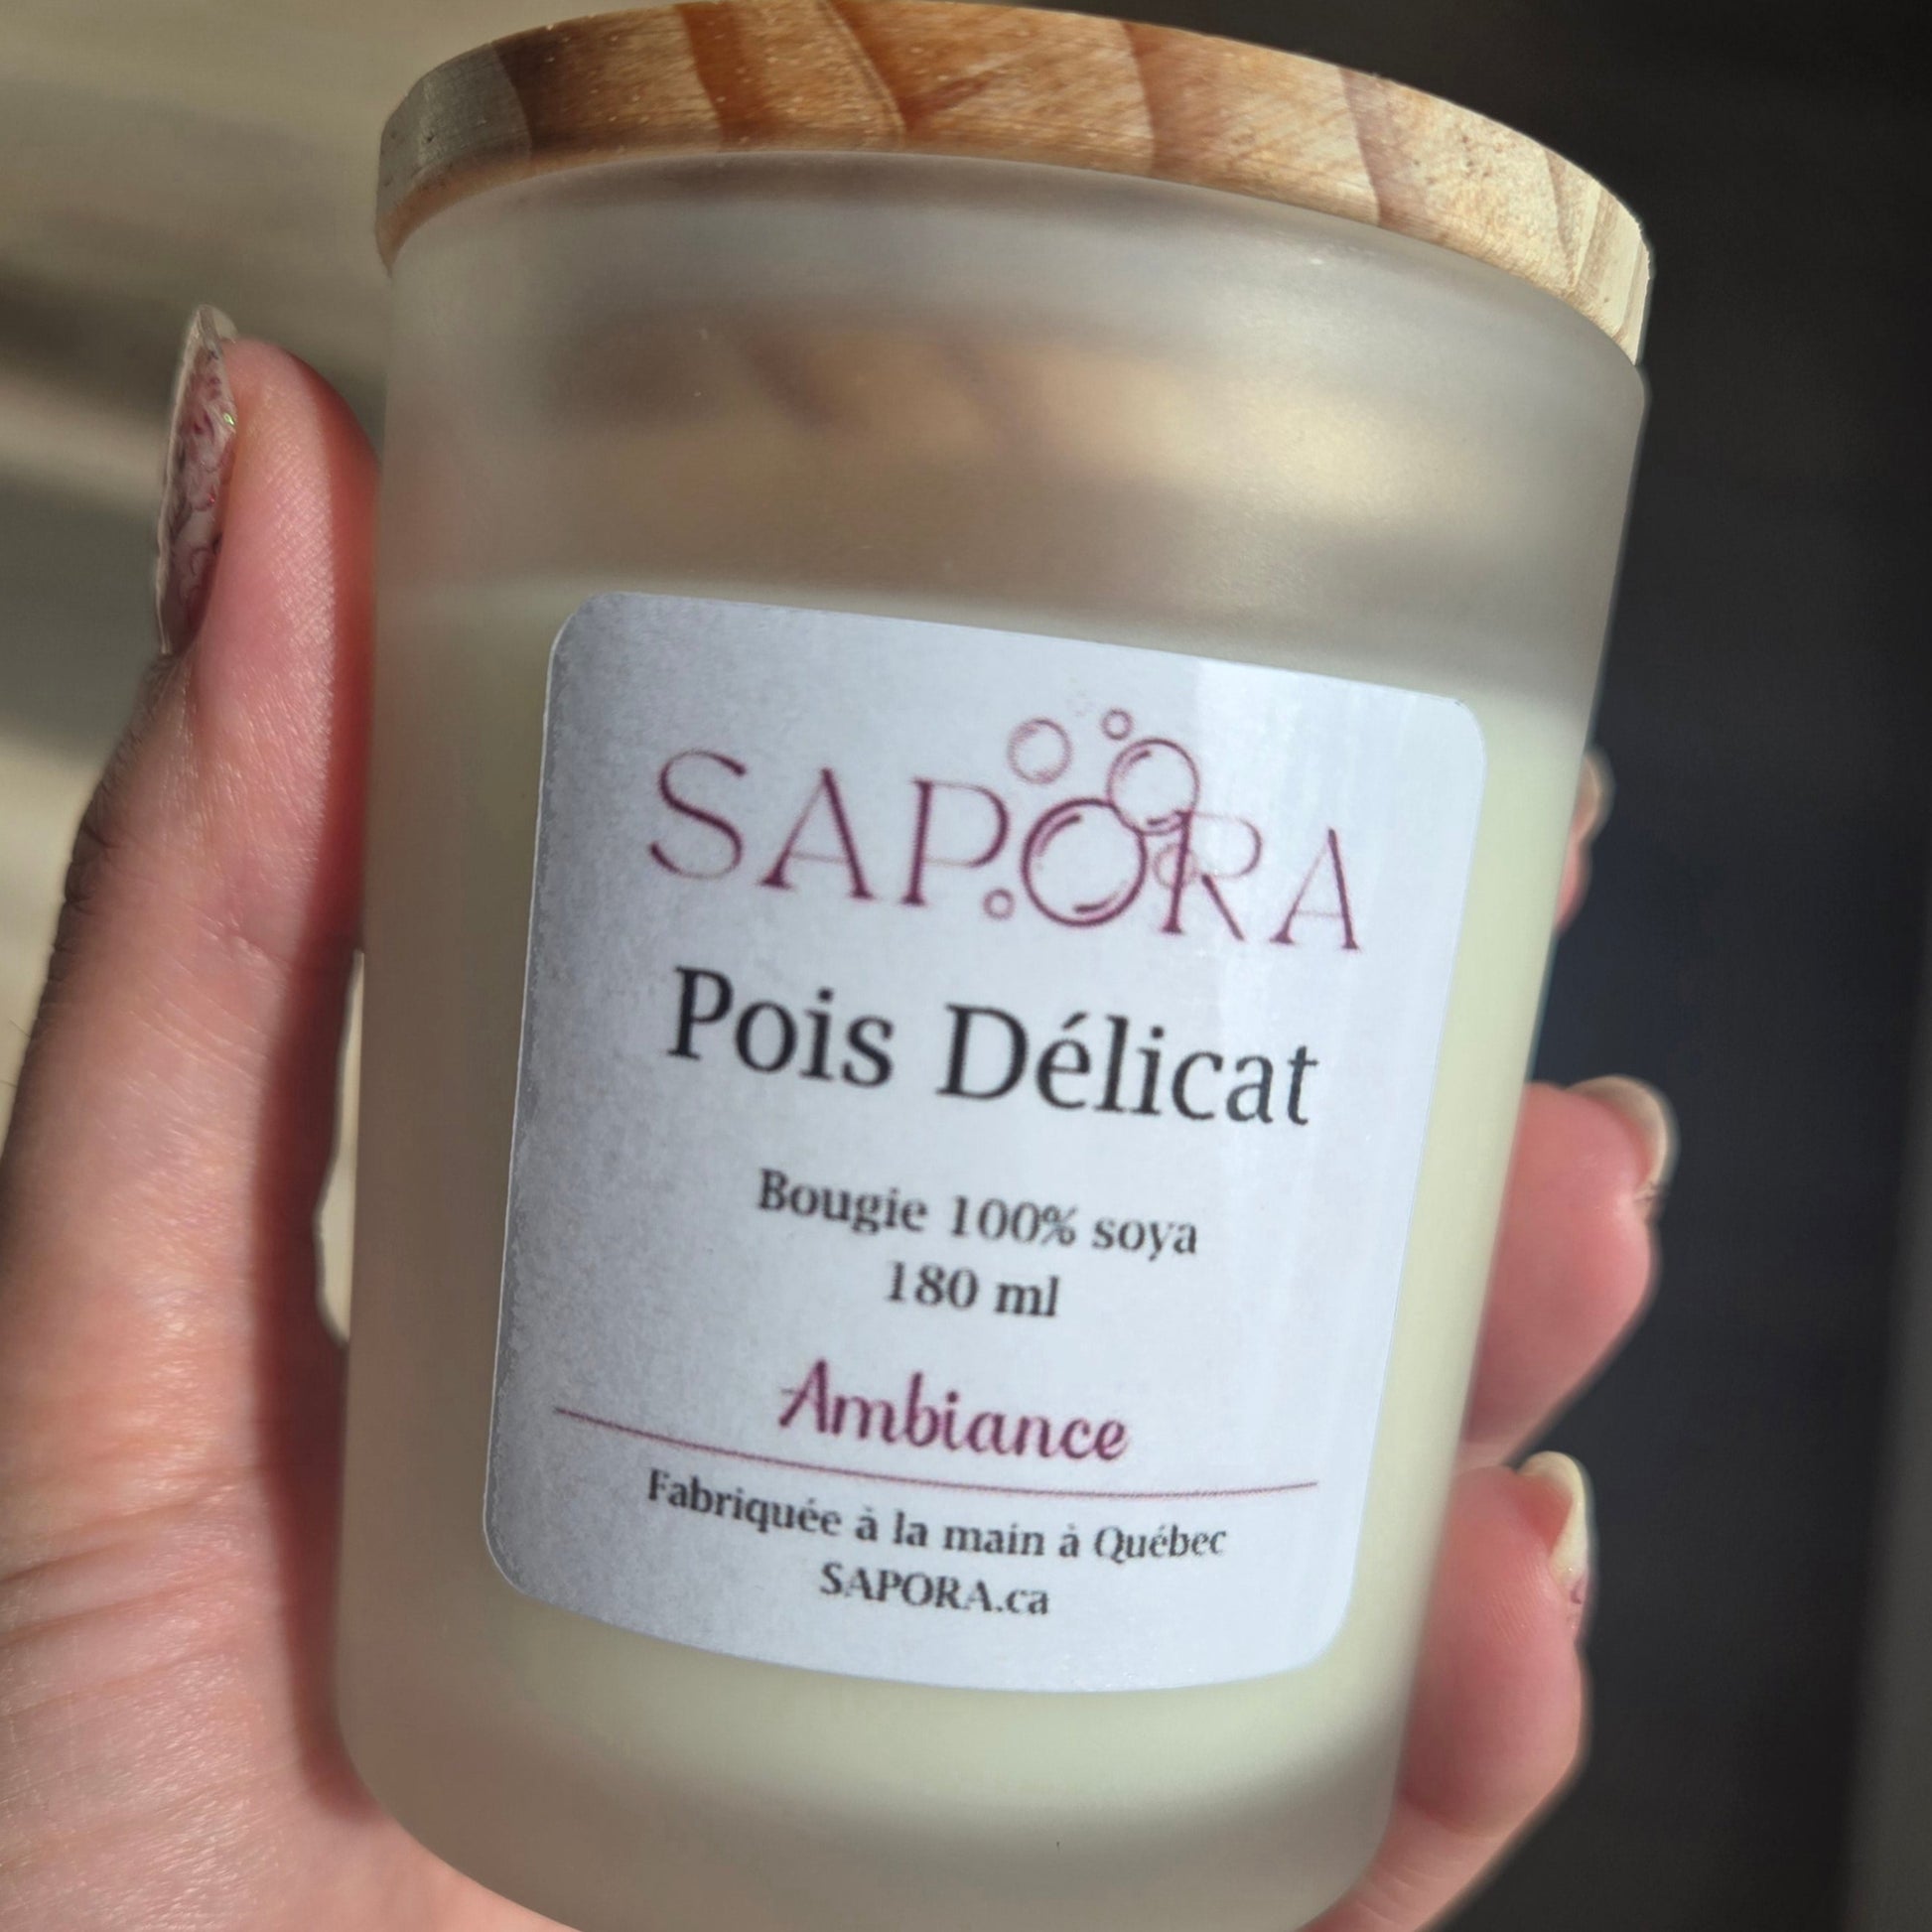 SAPORA
Pois Délicat
Bougie 100% soya
180 ml
Ambiance
Fabriquée à la main à Québec
SAPORA.ca